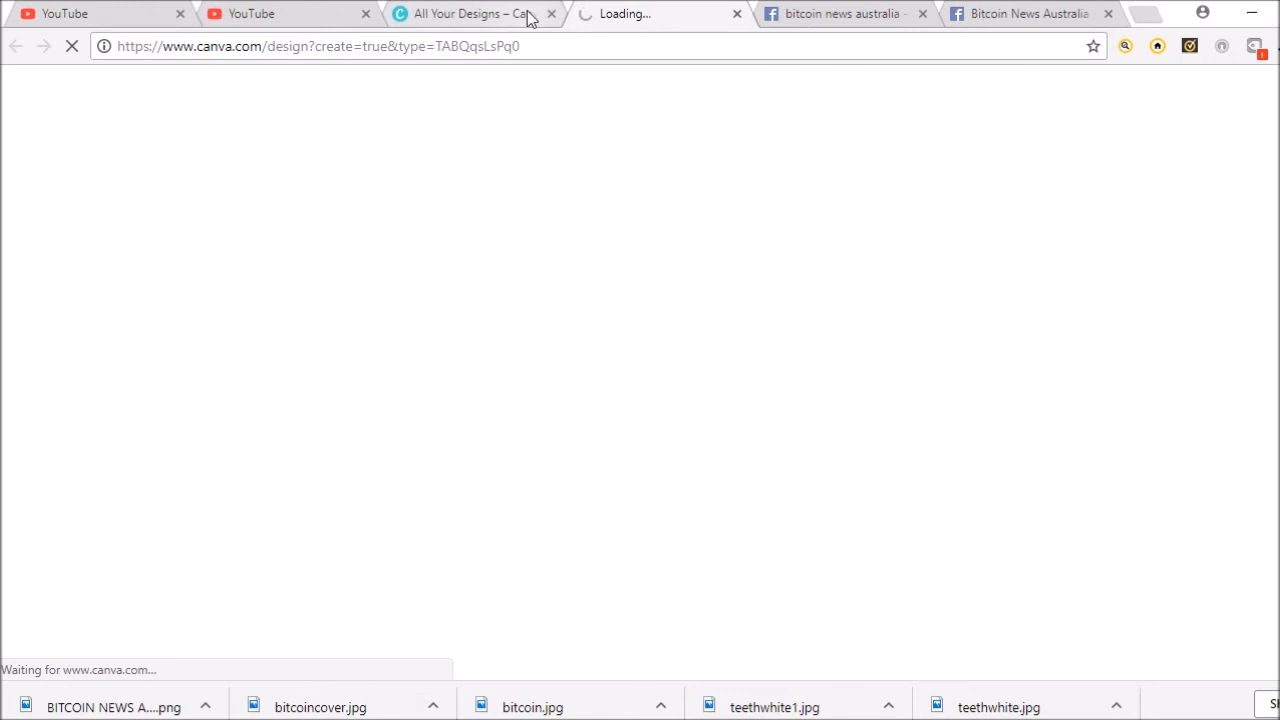 YouTube
YouTube
All Your Designs – Ca
Loading...
bitcoin news australia -
Bitcoin News Australia
https://www.canva.com/design?create=true&type=TABQqsLsPq0
Waiting for www.canva.com...
BITCOIN NEWS A....png
bitcoincover.jpg
bitcoin.jpg
teethwhite1.jpg
teethwhite.jpg